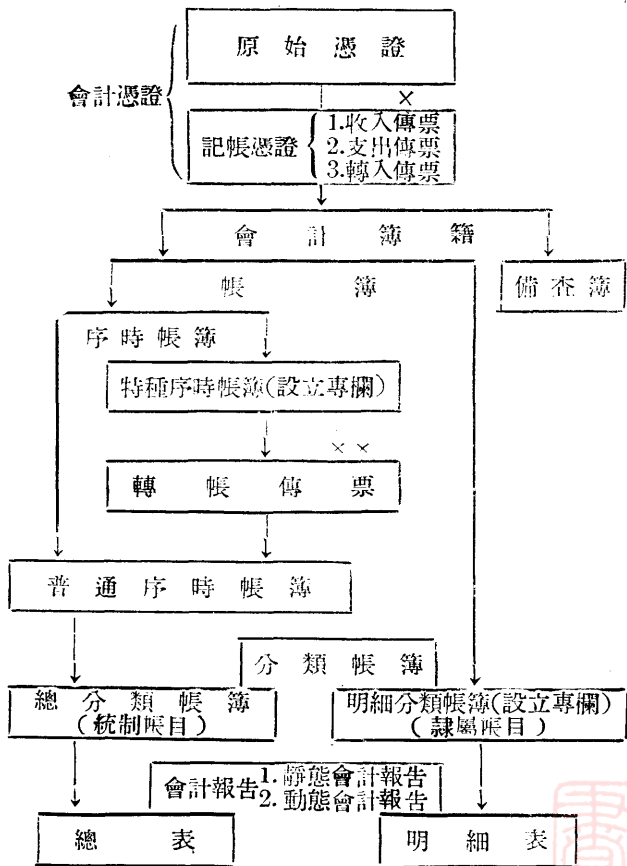 原始憑證
會計憑證
×
記帳憑證
1.收入傳票
2.支出傳票
3.轉入傳票
會計簿籍
帳簿
備查簿
序時帳簿
特種序時帳簿(設立專欄)
××
轉帳傳票
普通序時帳簿
分類帳簿
總分類帳簿
(統制帳目)
明細分類帳簿(設立專欄)
(隸屬帳目)
會計報告
1.靜態會計報告
2.動態會計報告
總表
明細表